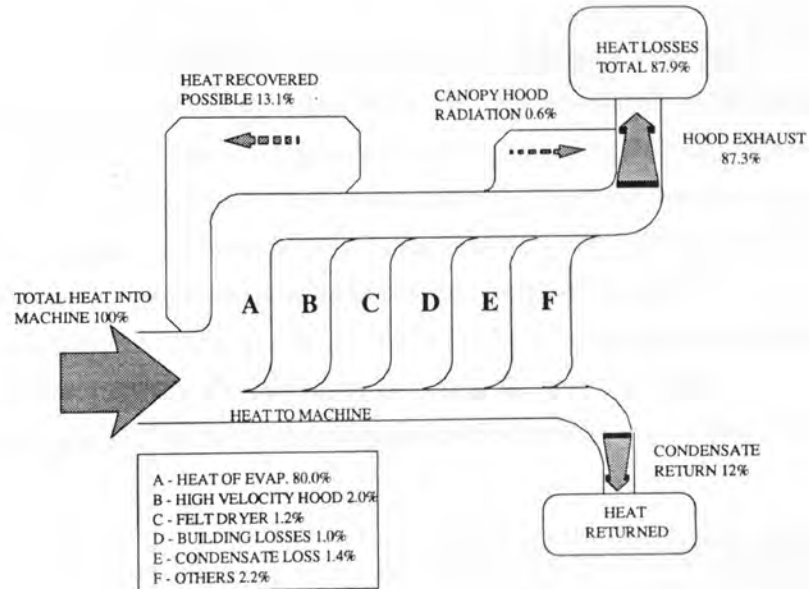 HEAT LOSSES
TOTAL 87.9%
HEAT RECOVERED
POSSIBLE 13.1%
CANOPY HOOD
RADIATION 0.6%
HOOD EXHAUST
87.3%
TOTAL HEAT INTO
MACHINE 100%
A
B
C
D
E
F
HEAT TO MACHINE
CONDENSATE
RETURN 12%
HEAT
RETURNED
A - HEAT OF EVAP. 80.0%
B - HIGH VELOCITY HOOD 2.0%
C - FELT DRYER 1.2%
D - BUILDING LOSSES 1.0%
E - CONDENSATE LOSS 1.4%
F - OTHERS 2.2%